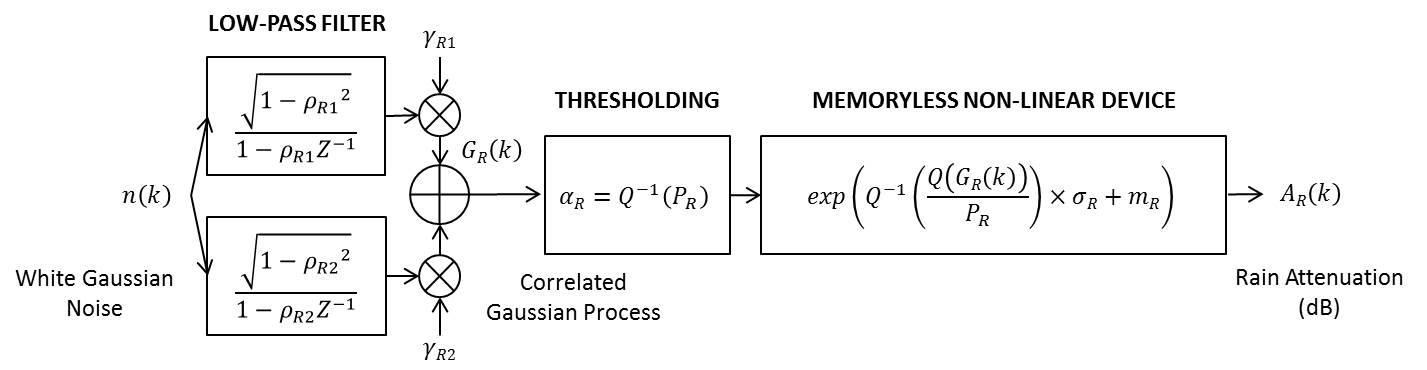 LOW-PASS FILTER
γ_R1
√(1 − ρ_R1²)
1 − ρ_R1 Z⁻¹
THRESHOLDING
MEMORYLESS NON-LINEAR DEVICE
G_R(k)
n(k)
α_R = Q⁻¹(P_R)
exp(Q⁻¹(Q(G_R(k))/P_R) × σ_R + m_R)
A_R(k)
White Gaussian
Noise
√(1 − ρ_R2²)
1 − ρ_R2 Z⁻¹
Correlated
Gaussian Process
Rain Attenuation
(dB)
γ_R2